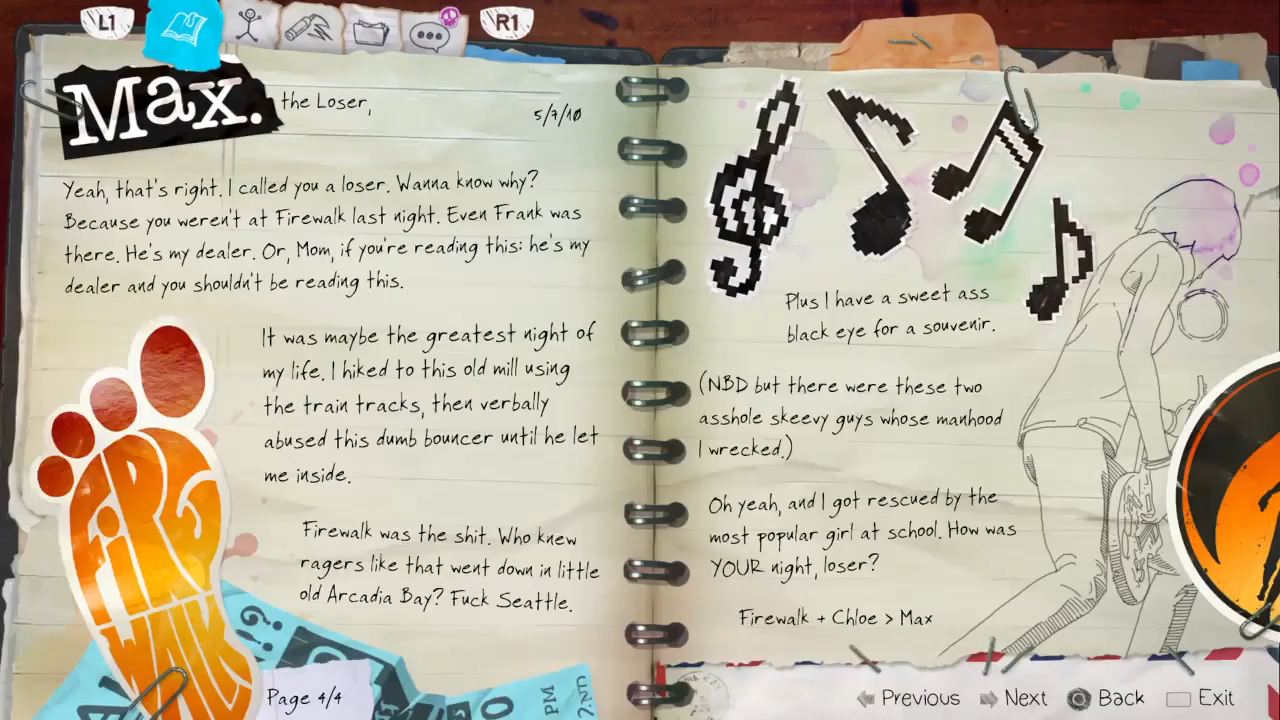 L1
R1
Max.
the Loser,
5/7/10
Yeah, that's right. I called you a loser. Wanna know why?
Because you weren't at Firewalk last night. Even Frank was
there. He's my dealer. Or, Mom, if you're reading this: he's my
dealer and you shouldn't be reading this.
It was maybe the greatest night of
my life. I hiked to this old mill using
the train tracks, then verbally
abused this dumb bouncer until he let
me inside.
Firewalk was the shit. Who knew
ragers like that went down in little
old Arcadia Bay? Fuck Seattle.
FIRE
WALK
Page 4/4
PM
Plus I have a sweet ass
black eye for a souvenir.
(NBD but there were these two
asshole skeevy guys whose manhood
I wrecked.)
Oh yeah, and I got rescued by the
most popular girl at school. How was
YOUR night, loser?
Firewalk + Chloe > Max
Previous
Next
Back
Exit